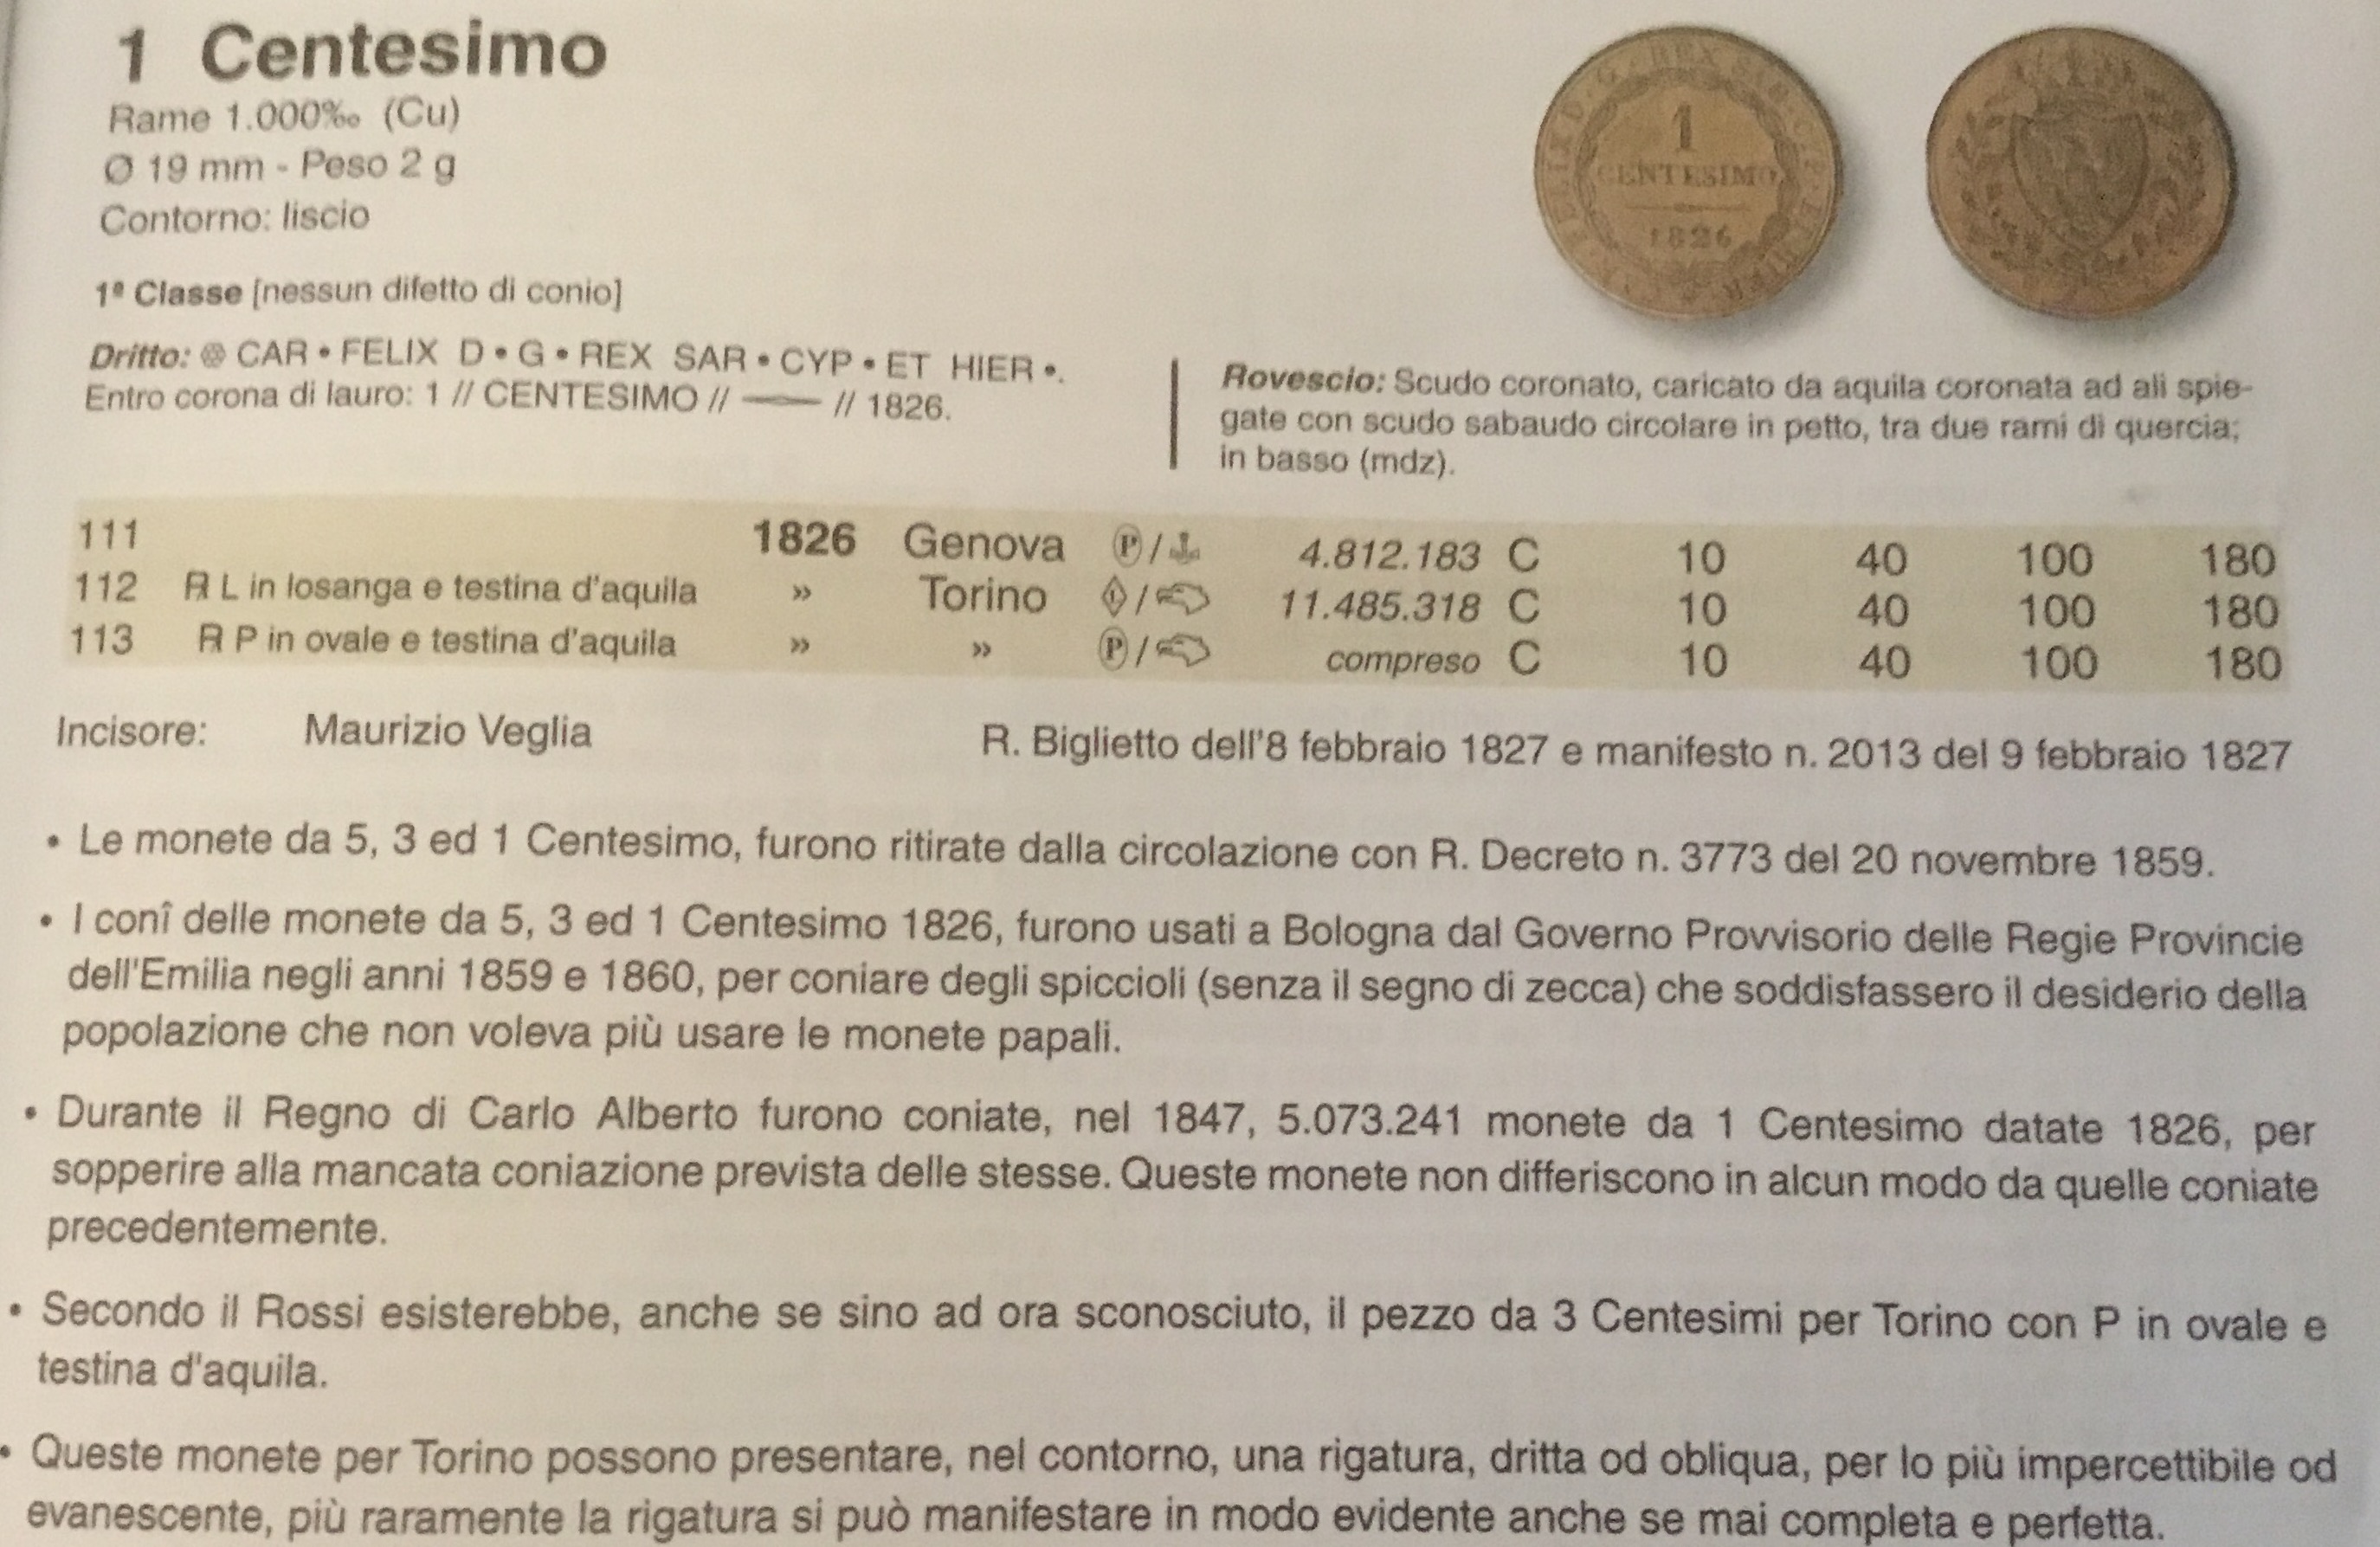 1 Centesimo
Rame 1.000‰ (Cu)
Ø 19 mm - Peso 2 g
Contorno: liscio
1ª Classe [nessun difetto di conio]
1
CENTESIMO
1826
Dritto: ֍ CAR • FELIX D • G • REX SAR • CYP • ET HIER •.
Entro corona di lauro: 1 // CENTESIMO // —— // 1826.
Rovescio: Scudo coronato, caricato da aquila coronata ad ali spie-
gate con scudo sabaudo circolare in petto, tra due rami di quercia;
in basso (mdz).
111 1826 Genova P / ⚓ 4.812.183 C 10 40 100 180
112 R L in losanga e testina d'aquila » Torino L / 11.485.318 C 10 40 100 180
113 R P in ovale e testina d'aquila » » P / compreso C 10 40 100 180
Incisore: Maurizio Veglia R. Biglietto dell'8 febbraio 1827 e manifesto n. 2013 del 9 febbraio 1827
• Le monete da 5, 3 ed 1 Centesimo, furono ritirate dalla circolazione con R. Decreto n. 3773 del 20 novembre 1859.
• I conî delle monete da 5, 3 ed 1 Centesimo 1826, furono usati a Bologna dal Governo Provvisorio delle Regie Provincie
dell'Emilia negli anni 1859 e 1860, per coniare degli spiccioli (senza il segno di zecca) che soddisfassero il desiderio della
popolazione che non voleva più usare le monete papali.
• Durante il Regno di Carlo Alberto furono coniate, nel 1847, 5.073.241 monete da 1 Centesimo datate 1826, per
sopperire alla mancata coniazione prevista delle stesse. Queste monete non differiscono in alcun modo da quelle coniate
precedentemente.
• Secondo il Rossi esisterebbe, anche se sino ad ora sconosciuto, il pezzo da 3 Centesimi per Torino con P in ovale e
testina d'aquila.
• Queste monete per Torino possono presentare, nel contorno, una rigatura, dritta od obliqua, per lo più impercettibile od
evanescente, più raramente la rigatura si può manifestare in modo evidente anche se mai completa e perfetta.